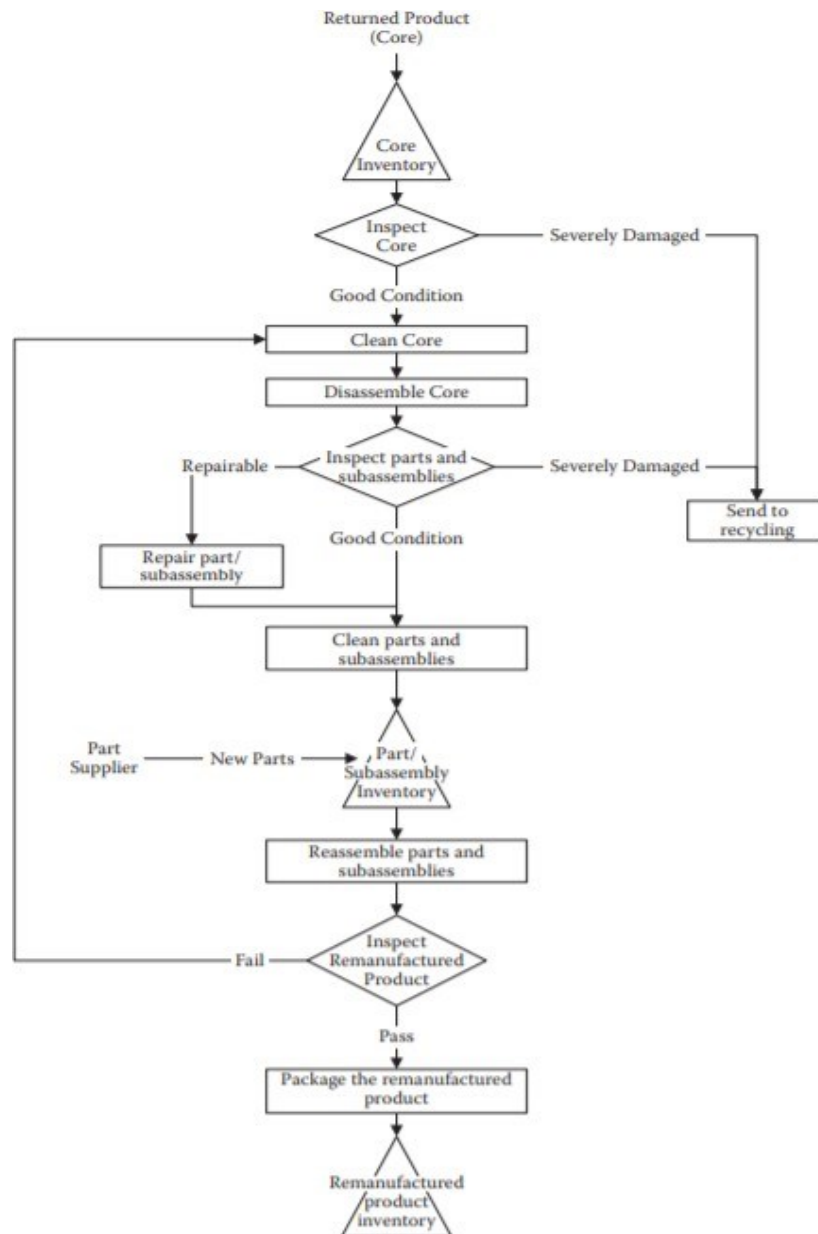 Returned Product
(Core)
Core
Inventory
Inspect
Core
Severely Damaged
Good Condition
Clean Core
Disassemble Core
Inspect parts and
subassemblies
Repairable
Severely Damaged
Send to
recycling
Good Condition
Repair part/
subassembly
Clean parts and
subassemblies
Part
Supplier
New Parts
Part/
Subassembly
Inventory
Reassemble parts and
subassemblies
Inspect
Remanufactured
Product
Fail
Pass
Package the remanufactured
product
Remanufactured
product
inventory